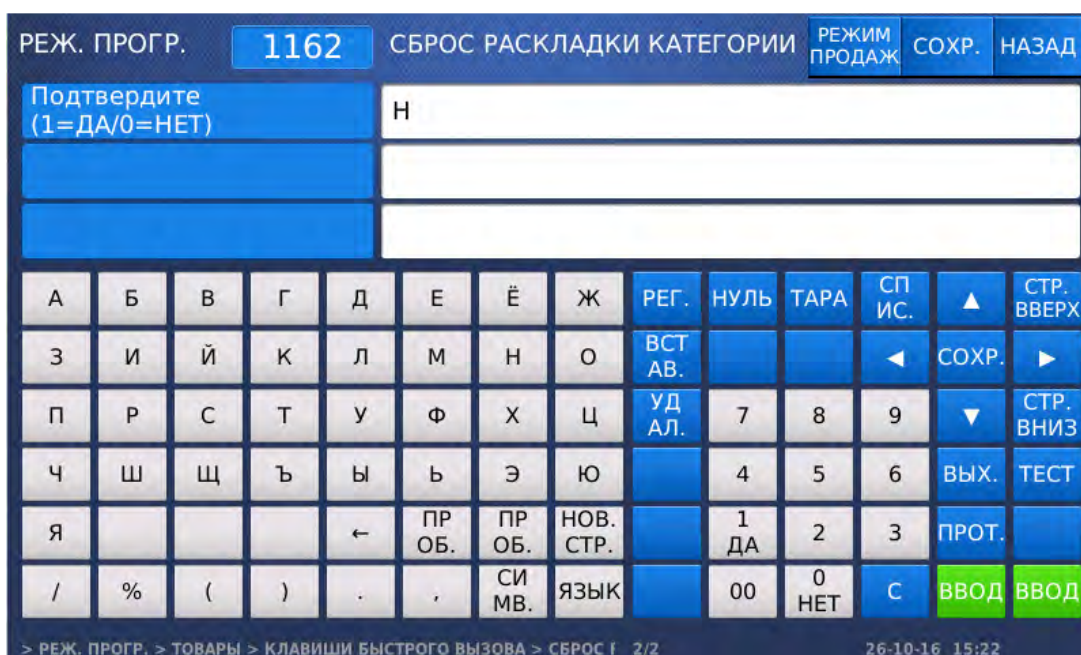 РЕЖ. ПРОГР. 1162 СБРОС РАСКЛАДКИ КАТЕГОРИИ РЕЖИМ ПРОДАЖ СОХР. НАЗАД
Подтвердите
(1=ДА/0=НЕТ)
Н
А Б В Г Д Е Ё Ж РЕГ. НУЛЬ ТАРА СП ИС. ▲ СТР. ВВЕРХ
З И Й К Л М Н О ВСТ АВ. ◀ СОХР. ▶
П Р С Т У Ф Х Ц УД АЛ. 7 8 9 ▼ СТР. ВНИЗ
Ч Ш Щ Ъ Ы Ь Э Ю 4 5 6 ВЫХ. ТЕСТ
Я ← ПР ОБ. ПР ОБ. НОВ. СТР. 1 ДА 2 3 ПРОТ.
/ % ( ) . , СИ МВ. ЯЗЫК 00 0 НЕТ С ВВОД ВВОД
> РЕЖ. ПРОГР. > ТОВАРЫ > КЛАВИШИ БЫСТРОГО ВЫЗОВА > СБРОС 2/2 26-10-16 15:22